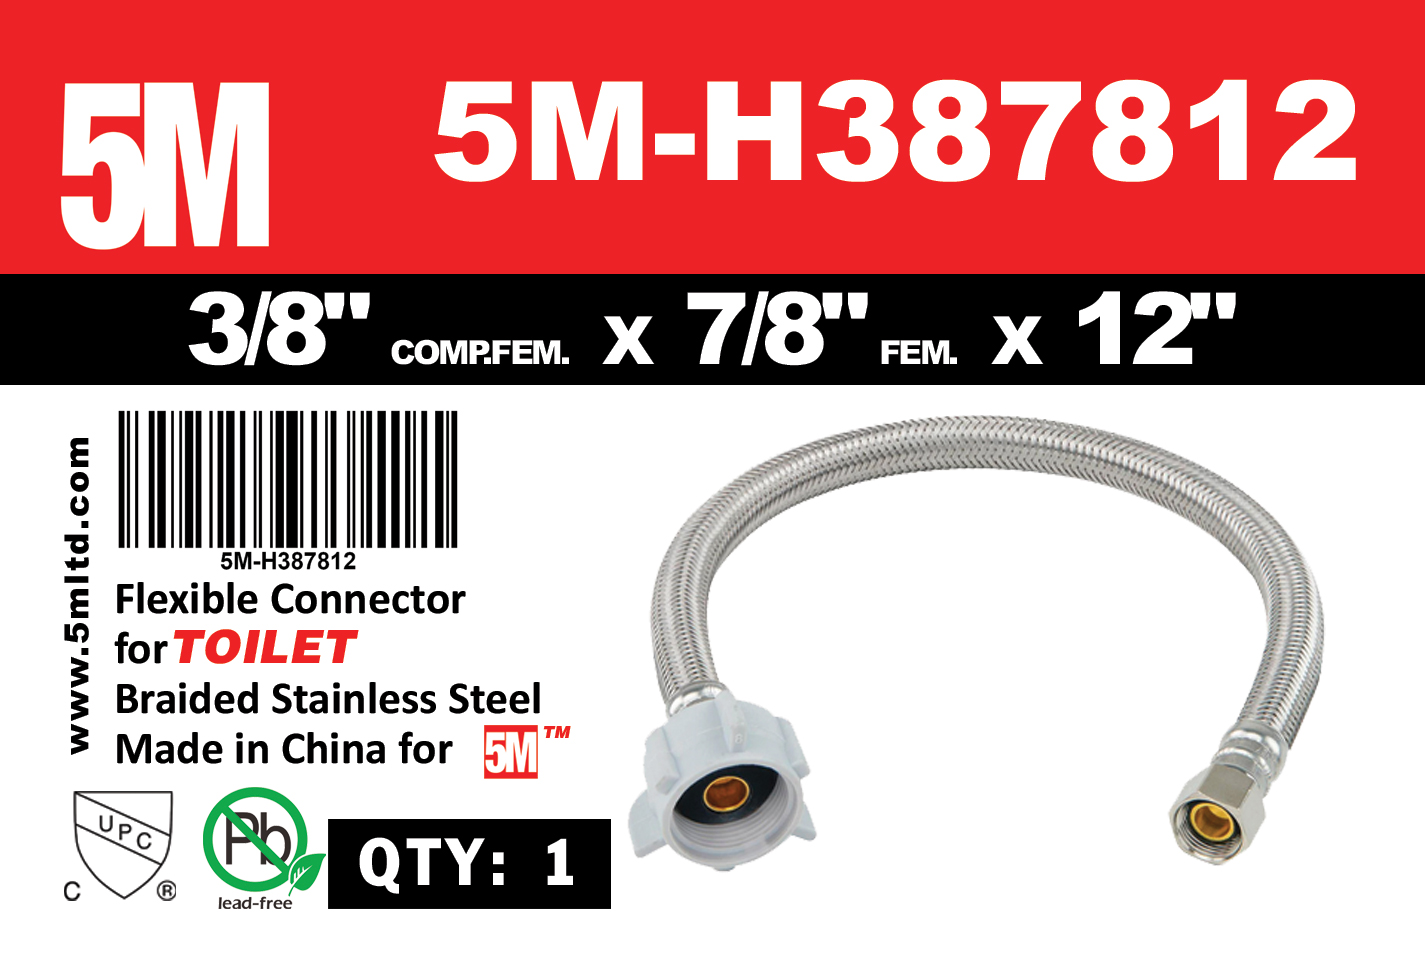 5M
5M-H387812
3/8" COMP.FEM. x 7/8" FEM. x 12"
www.5mltd.com
5M-H387812
Flexible Connector
for TOILET
Braided Stainless Steel
Made in China for 5M™
UPC
C ®
Pb
lead-free
QTY: 1